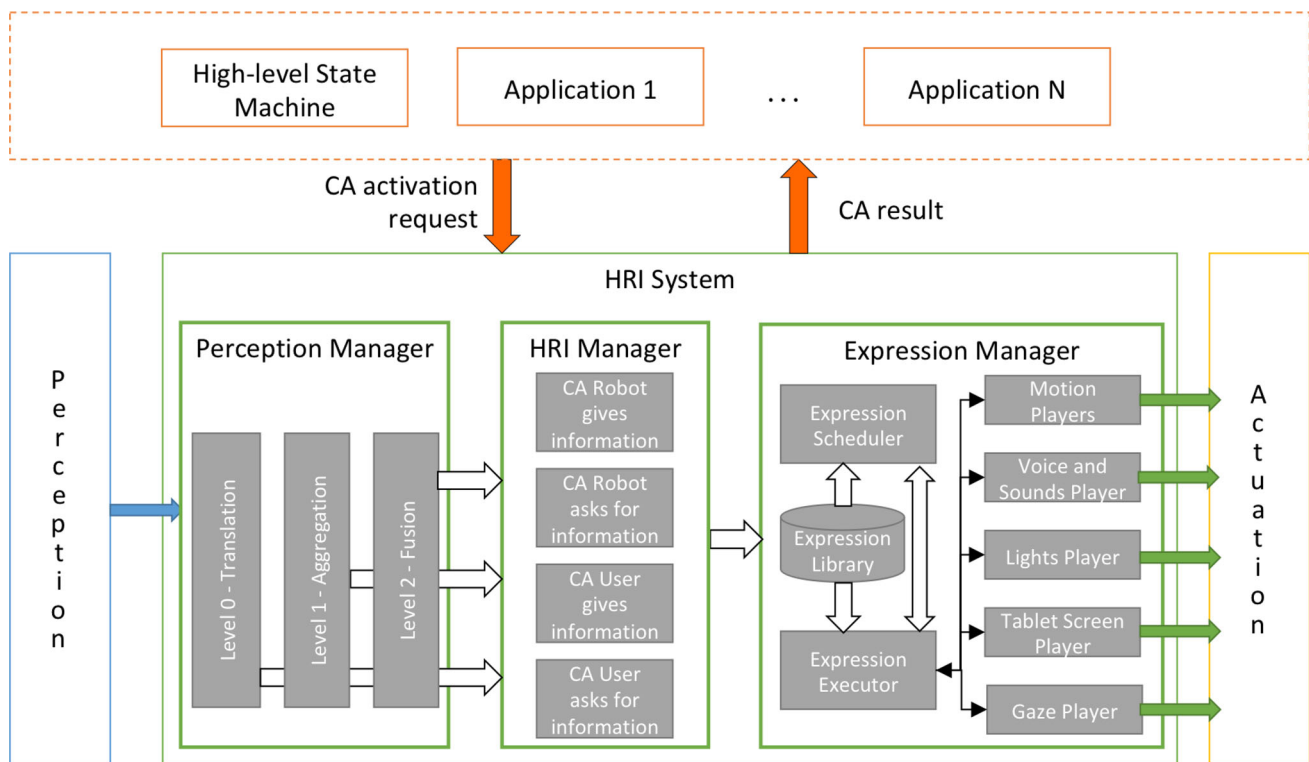 High-level State
Machine
Application 1
...
Application N
CA activation
request
CA result
Perception
HRI System
Perception Manager
Level 0 - Translation
Level 1 - Aggregation
Level 2 - Fusion
HRI Manager
CA Robot
gives
information
CA Robot
asks for
information
CA User
gives
information
CA User
asks for
information
Expression Manager
Expression
Scheduler
Expression
Library
Expression
Executor
Motion
Players
Voice and
Sounds Player
Lights Player
Tablet Screen
Player
Gaze Player
Actuation